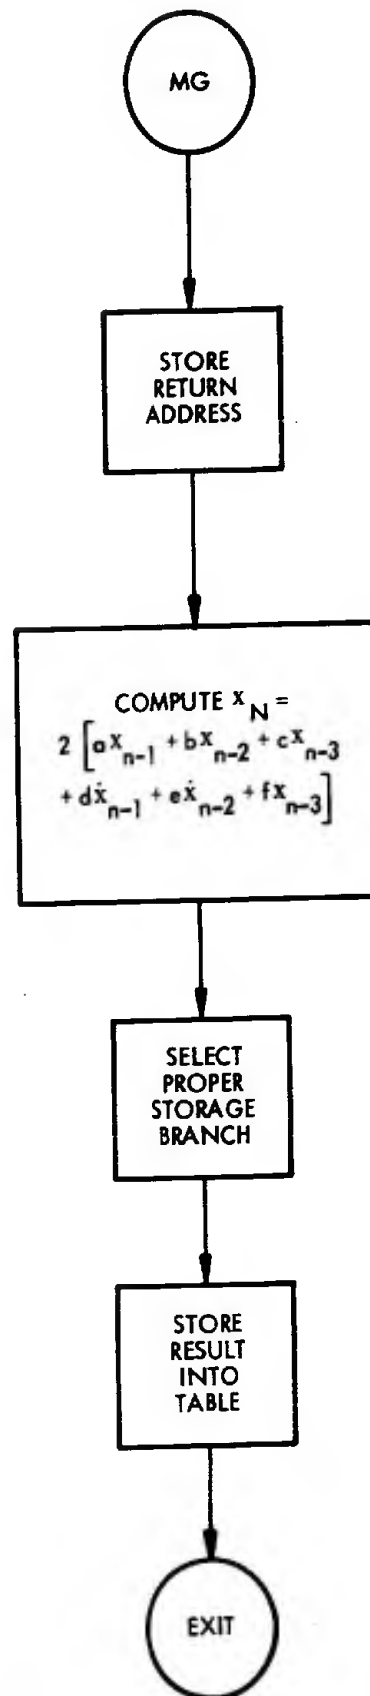 MG
STORE
RETURN
ADDRESS
COMPUTE x_N =
2 [ax_{n-1} + bx_{n-2} + cx_{n-3}
+ dẋ_{n-1} + eẋ_{n-2} + fx_{n-3}]
SELECT
PROPER
STORAGE
BRANCH
STORE
RESULT
INTO
TABLE
EXIT